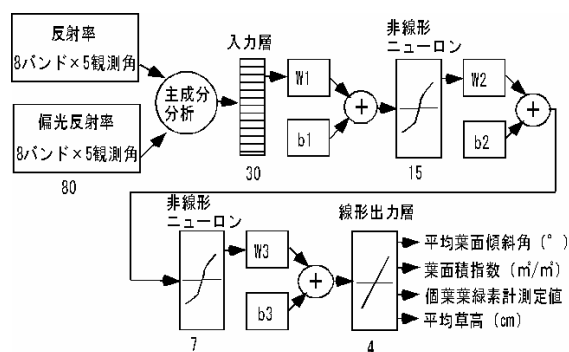 反射率
8バンド×5観測角
偏光反射率
8バンド×5観測角
80
主成分
分析
入力層
30
W1
b1
+
非線形
ニューロン
15
W2
b2
+
非線形
ニューロン
7
W3
b3
+
線形出力層
4
平均葉面傾斜角 (°)
葉面積指数 (㎡/㎡)
個葉葉緑素計測定値
平均草高 (cm)